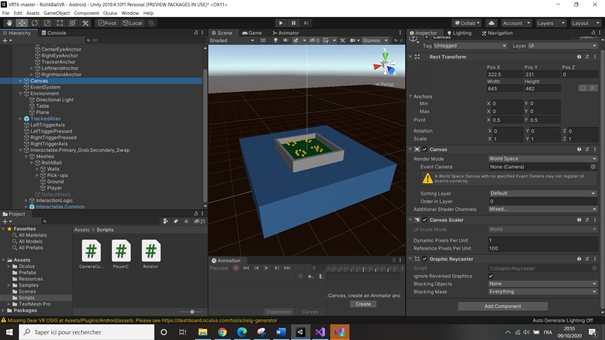 VRTK-master - RollABallVR - Android - Unity 2019.4.10f1 Personal [PREVIEW PACKAGES IN USE]* <DX11>
File Edit Assets GameObject Component Oculus Window Help
Pivot Local
Collab Account Layers Layout
Hierarchy Console
All
CenterEyeAnchor
RightEyeAnchor
TrackerAnchor
LeftHandAnchor
RightHandAnchor
Canvas
EventSystem
Environment
Directional Light
Table
Plane
TrackedAlias
LeftTriggerAxis
LeftTriggerPressed
RightTriggerAxis
RightTriggerPressed
Interactable.Primary_Grab.Secondary_Swap
Meshes
RollABall
Walls
Pick-ups
Ground
Player
DefaultMesh
InteractionLogic
Interactable.Common
Scene Game Animator
Shaded 2D Gizmos All
Persp
Project
Favorites
All Materials
All Models
All Prefabs
Assets
Oculus
Prefabs
Resources
Samples
Scenes
Scripts
TextMesh Pro
Packages
Assets > Scripts
CameraCo...
PlayerC
Rotator
Animation
Preview
Canvas, create an Animator and
Create
Dopesheet Curves
Inspector Lighting Navigation
Canvas Static
Tag Untagged Layer UI
Rect Transform
Pos X Pos Y Pos Z
322.5 231 0
Width Height
645 462
Anchors
Min X 0 Y 0
Max X 0 Y 0
Pivot X 0.5 Y 0.5
Rotation X 0 Y 0 Z 0
Scale X 1 Y 1 Z 1
Canvas
Render Mode World Space
Event Camera None (Camera)
A World Space Canvas with no specified Event Camera may not register UI events correctly.
Sorting Layer Default
Order in Layer 0
Additional Shader Channels Mixed...
Canvas Scaler
UI Scale Mode World
Dynamic Pixels Per Unit 1
Reference Pixels Per Unit 100
Graphic Raycaster
Script GraphicRaycaster
Ignore Reversed Graphics
Blocking Objects None
Blocking Mask Everything
Add Component
Missing Gear VR OSIG at Assets/Plugins/Android/assets. Please see https://dashboard.oculus.com/tools/osig-generator
Auto Generate Lighting Off
Taper ici pour rechercher
FRA
20:55
09/10/2020